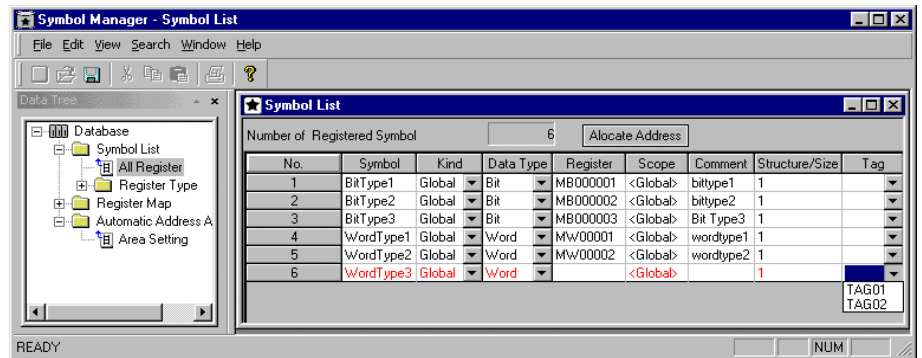 Symbol Manager - Symbol List
File Edit View Search Window Help
Data Tree
Database
Symbol List
All Register
Register Type
Register Map
Automatic Address A
Area Setting
Symbol List
Number of Registered Symbol 6 Alocate Address
No. Symbol Kind Data Type Register Scope Comment Structure/Size Tag
1 BitType1 Global Bit MB000001 <Global> bittype1 1
2 BitType2 Global Bit MB000002 <Global> bittype2 1
3 BitType3 Global Bit MB000003 <Global> Bit Type3 1
4 WordType1 Global Word MW00001 <Global> wordtype1 1
5 WordType2 Global Word MW00002 <Global> wordtype2 1
6 WordType3 Global Word <Global> 1
TAG01
TAG02
READY NUM